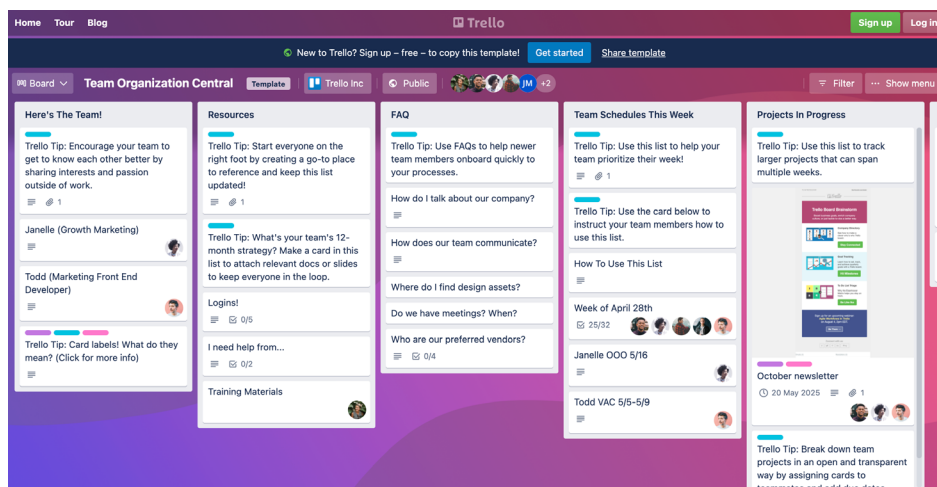 Home Tour Blog
Trello
Sign up Log in
New to Trello? Sign up – free – to copy this template! Get started Share template
Board Team Organization Central Template Trello Inc Public JM +2 Filter ... Show menu
Here's The Team!
Trello Tip: Encourage your team to
get to know each other better by
sharing interests and passion
outside of work.
1
Janelle (Growth Marketing)
Todd (Marketing Front End
Developer)
Trello Tip: Card labels! What do they
mean? (Click for more info)
Resources
Trello Tip: Start everyone on the
right foot by creating a go-to place
to reference and keep this list
updated!
1
Trello Tip: What's your team's 12-
month strategy? Make a card in this
list to attach relevant docs or slides
to keep everyone in the loop.
Logins!
0/5
I need help from...
0/2
Training Materials
FAQ
Trello Tip: Use FAQs to help newer
team members onboard quickly to
your processes.
How do I talk about our company?
How does our team communicate?
Where do I find design assets?
Do we have meetings? When?
Who are our preferred vendors?
0/4
Team Schedules This Week
Trello Tip: Use this list to help your
team prioritize their week!
1
Trello Tip: Use the card below to
instruct your team members how to
use this list.
How To Use This List
Week of April 28th
25/32
Janelle OOO 5/16
Todd VAC 5/5-5/9
Projects In Progress
Trello Tip: Use this list to track
larger projects that can span
multiple weeks.
Trello Board Brainstorm
October newsletter
20 May 2025 1
Trello Tip: Break down team
projects in an open and transparent
way by assigning cards to